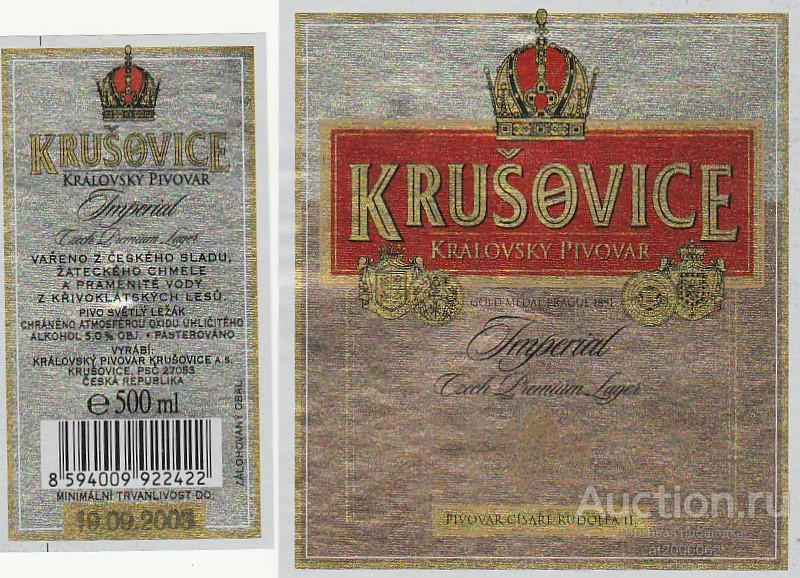 KRUŠOVICE
KRÁLOVSKÝ PIVOVAR
Imperial
Czech Premium Lager
VAŘENO Z ČESKÉHO SLADU,
ŽATECKÉHO CHMELE
A PRAMENITÉ VODY
Z KŘIVOKLÁTSKÝCH LESŮ.
PIVO SVĚTLÝ LEŽÁK
CHRÁNĚNO ATMOSFÉROU OXIDU UHLIČITÉHO
ALKOHOL 5,0 % OBJ. • PASTEROVÁNO
VYRÁBÍ:
KRÁLOVSKÝ PIVOVAR KRUŠOVICE A.S.
KRUŠOVICE, PSČ 27053
ČESKÁ REPUBLIKA
℮ 500 ml
ZÁLOHOVANÝ OBAL
8 594009 922422
MINIMÁLNÍ TRVANLIVOST DO:
KRUŠOVICE
KRÁLOVSKÝ PIVOVAR
GOLD MEDAL PRAGUE 1891
Imperial
Czech Premium Lager
PIVOVAR CÍSAŘE RUDOLFA II.
Auction.ru
at2006062